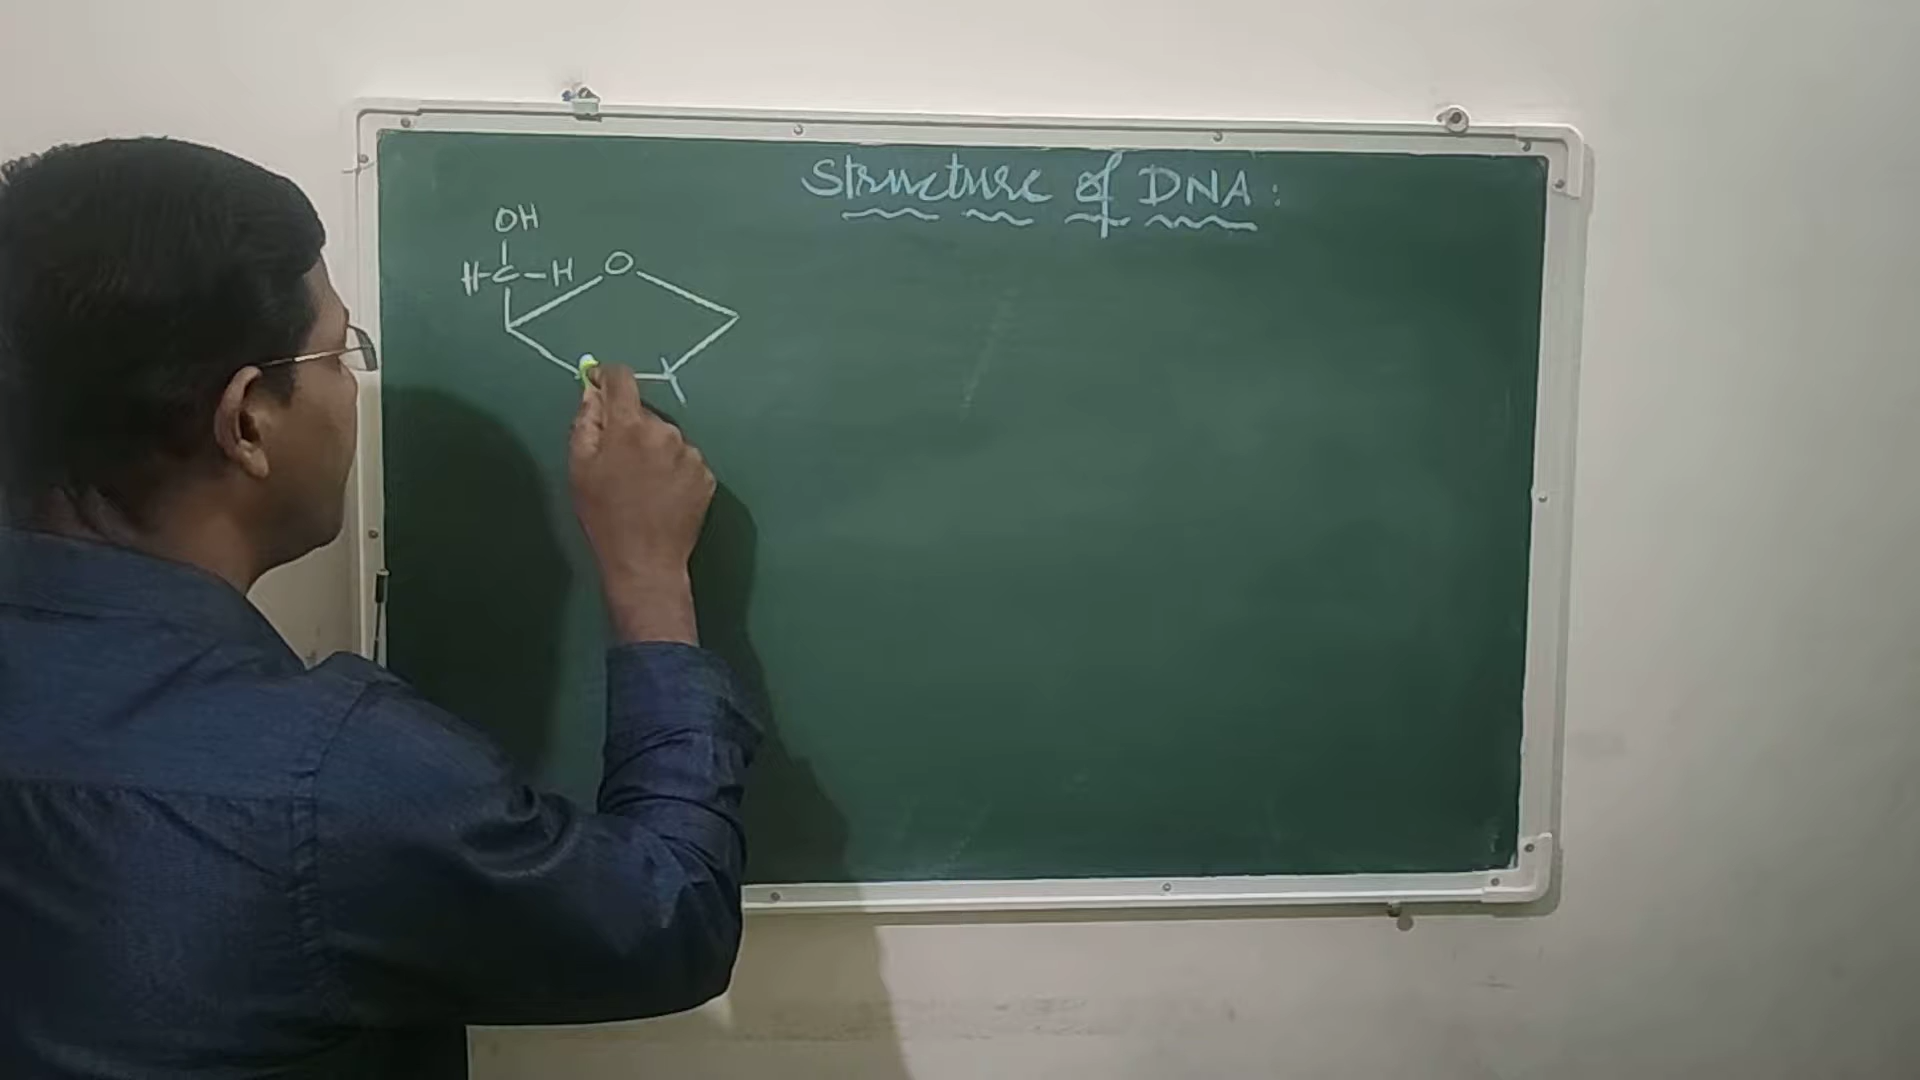 Structure of DNA:
OH
H-C-H
O